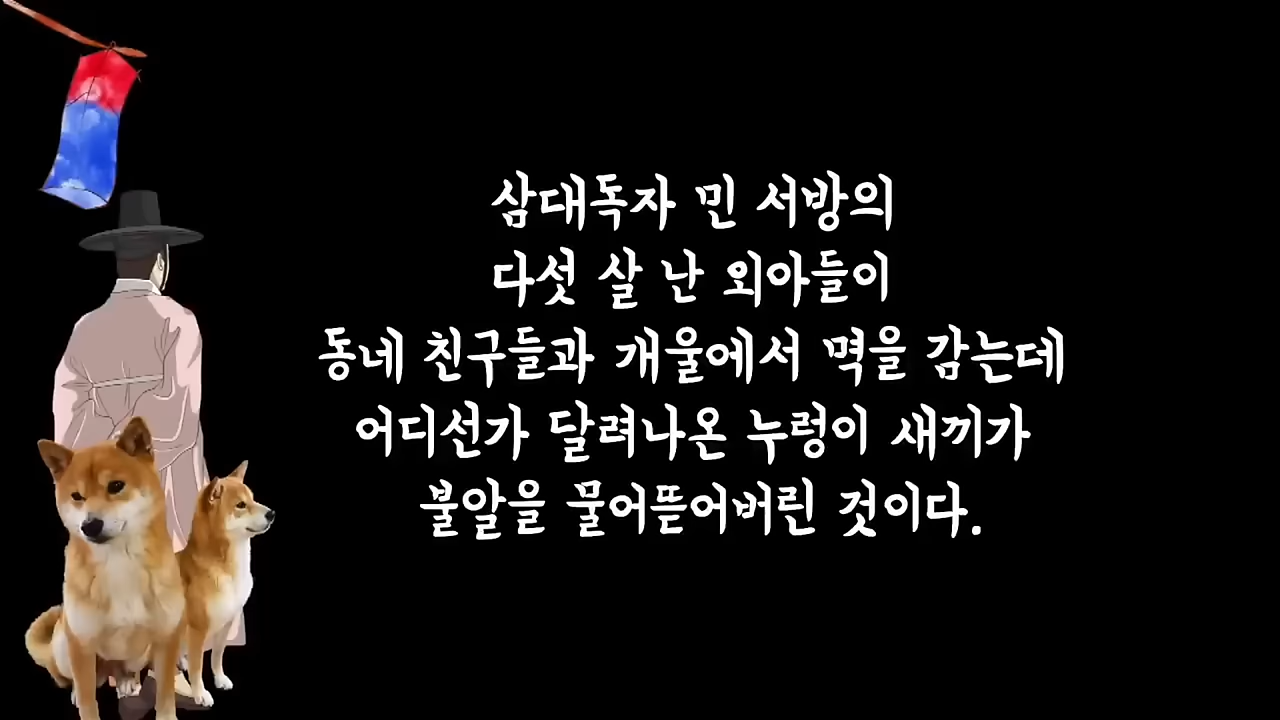 삼대독자 민 서방의
다섯 살 난 외아들이
동네 친구들과 개울에서 멱을 감는데
어디선가 달려나온 누렁이 새끼가
불알을 물어뜯어버린 것이다.